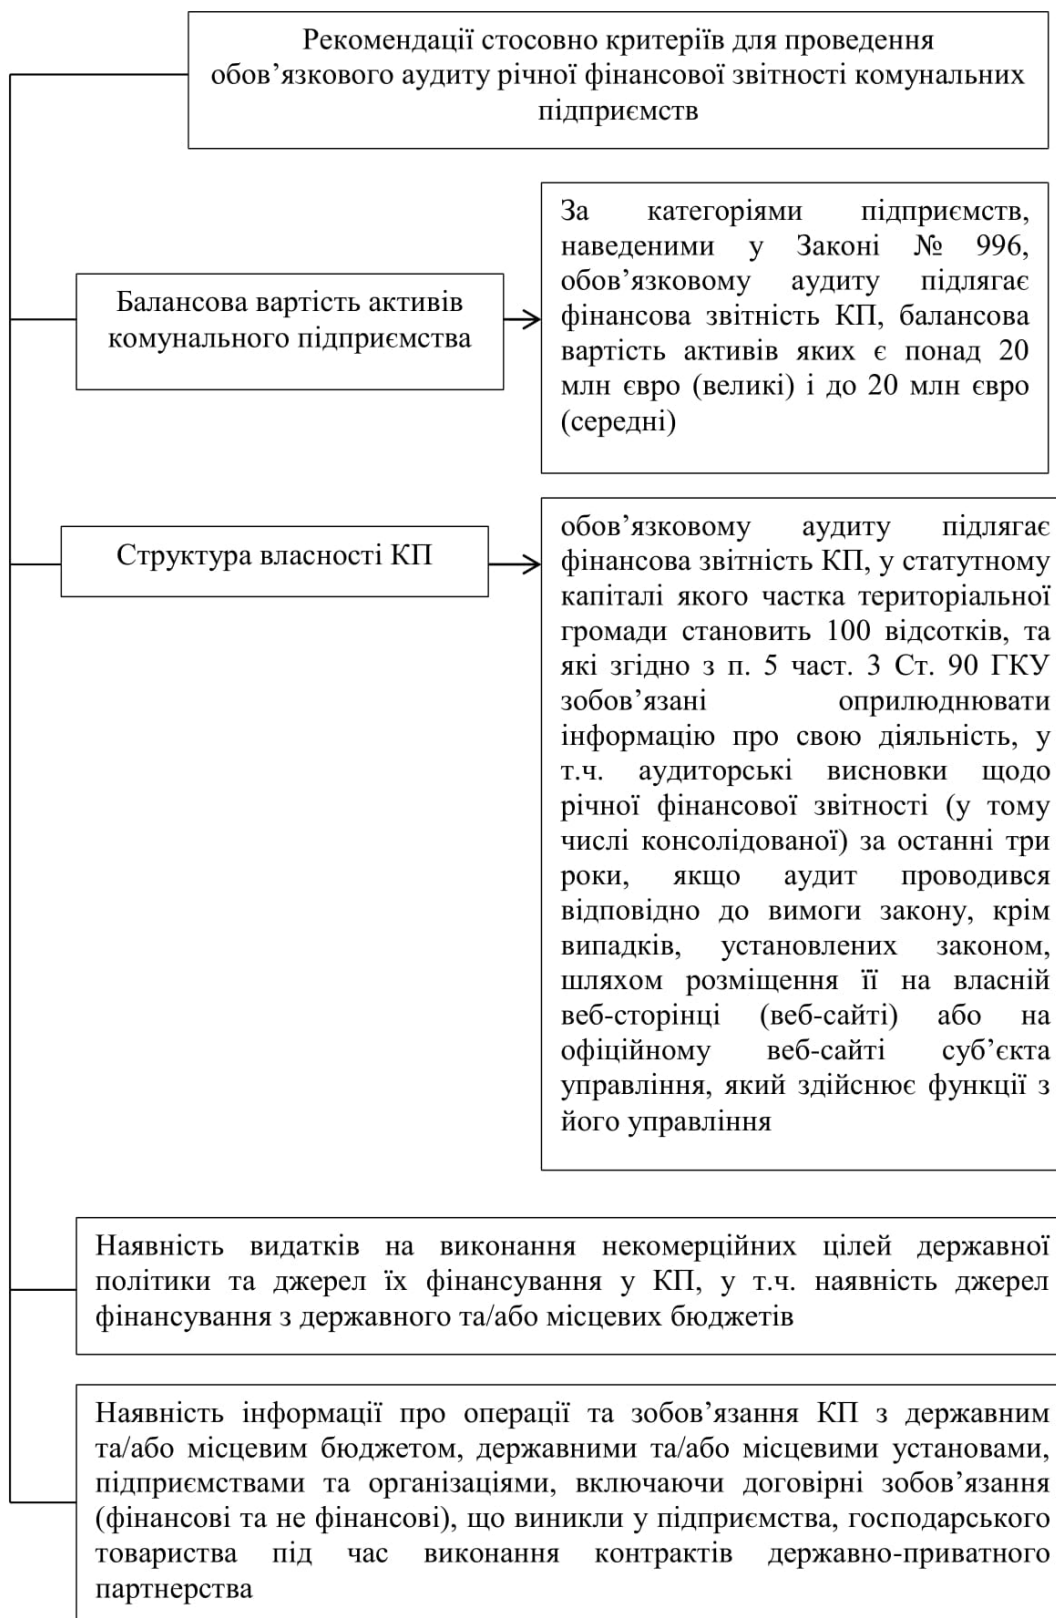 Рекомендації стосовно критеріїв для проведення
обов’язкового аудиту річної фінансової звітності комунальних
підприємств
Балансова вартість активів
комунального підприємства
За категоріями підприємств,
наведеними у Законі № 996,
обов’язковому аудиту підлягає
фінансова звітність КП, балансова
вартість активів яких є понад 20
млн євро (великі) і до 20 млн євро
(середні)
Структура власності КП
обов’язковому аудиту підлягає
фінансова звітність КП, у статутному
капіталі якого частка територіальної
громади становить 100 відсотків, та
які згідно з п. 5 част. 3 Ст. 90 ГКУ
зобов’язані оприлюднювати
інформацію про свою діяльність, у
т.ч. аудиторські висновки щодо
річної фінансової звітності (у тому
числі консолідованої) за останні три
роки, якщо аудит проводився
відповідно до вимоги закону, крім
випадків, установлених законом,
шляхом розміщення її на власній
веб-сторінці (веб-сайті) або на
офіційному веб-сайті суб’єкта
управління, який здійснює функції з
його управління
Наявність видатків на виконання некомерційних цілей державної
політики та джерел їх фінансування у КП, у т.ч. наявність джерел
фінансування з державного та/або місцевих бюджетів
Наявність інформації про операції та зобов’язання КП з державним
та/або місцевим бюджетом, державними та/або місцевими установами,
підприємствами та організаціями, включаючи договірні зобов’язання
(фінансові та не фінансові), що виникли у підприємства, господарського
товариства під час виконання контрактів державно-приватного
партнерства